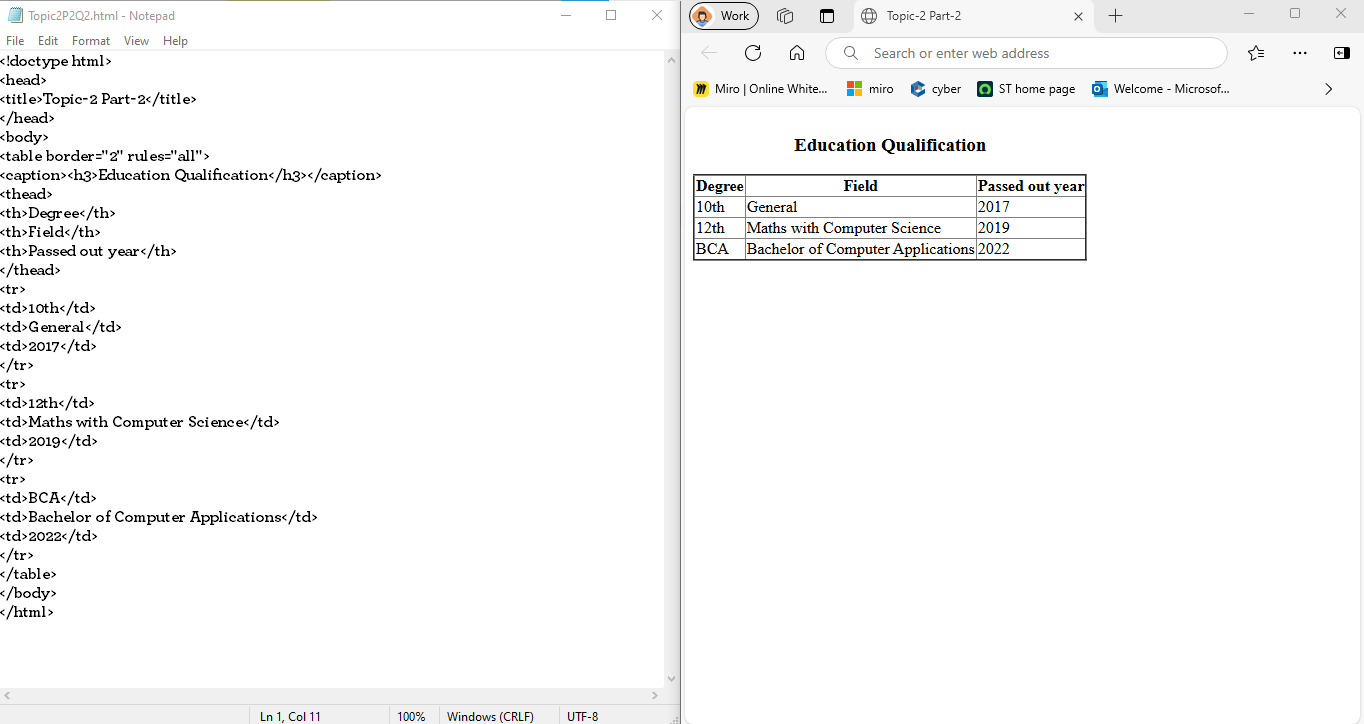 Topic2P2Q2.html - Notepad
File Edit Format View Help
<!doctype html>
<head>
<title>Topic-2 Part-2</title>
</head>
<body>
<table border="2" rules="all">
<caption><h3>Education Qualification</h3></caption>
<thead>
<th>Degree</th>
<th>Field</th>
<th>Passed out year</th>
</thead>
<tr>
<td>10th</td>
<td>General</td>
<td>2017</td>
</tr>
<tr>
<td>12th</td>
<td>Maths with Computer Science</td>
<td>2019</td>
</tr>
<tr>
<td>BCA</td>
<td>Bachelor of Computer Applications</td>
<td>2022</td>
</tr>
</table>
</body>
</html>
Ln 1, Col 11 100% Windows (CRLF) UTF-8
Work Topic-2 Part-2
Search or enter web address
Miro | Online White... miro cyber ST home page Welcome - Microsof...
Education Qualification
Degree Field Passed out year
10th General 2017
12th Maths with Computer Science 2019
BCA Bachelor of Computer Applications 2022